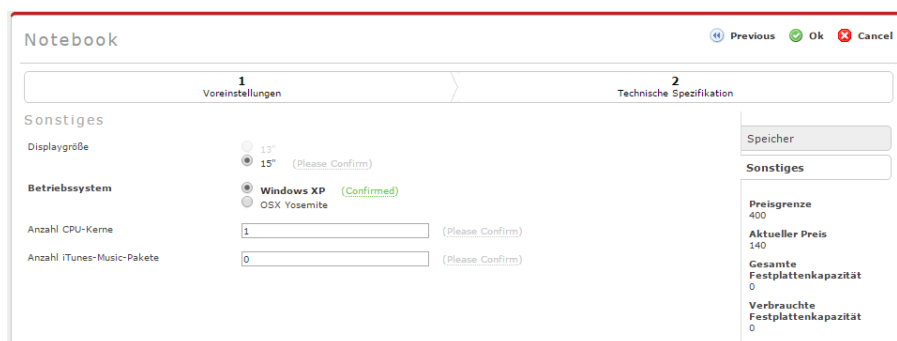 Notebook
Previous Ok Cancel
1
Voreinstellungen
2
Technische Spezifikation
Sonstiges
Displaygröße
13"
15" (Please Confirm)
Betriebssystem
Windows XP (Confirmed)
OSX Yosemite
Anzahl CPU-Kerne
1 (Please Confirm)
Anzahl iTunes-Music-Pakete
0 (Please Confirm)
Speicher
Sonstiges
Preisgrenze
400
Aktueller Preis
140
Gesamte
Festplattenkapazität
0
Verbrauchte
Festplattenkapazität
0